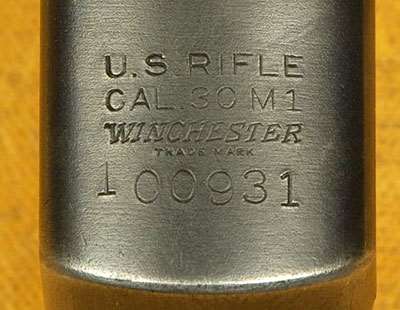 U.S. RIFLE
CAL. 30 M1
WINCHESTER
TRADE MARK
100931